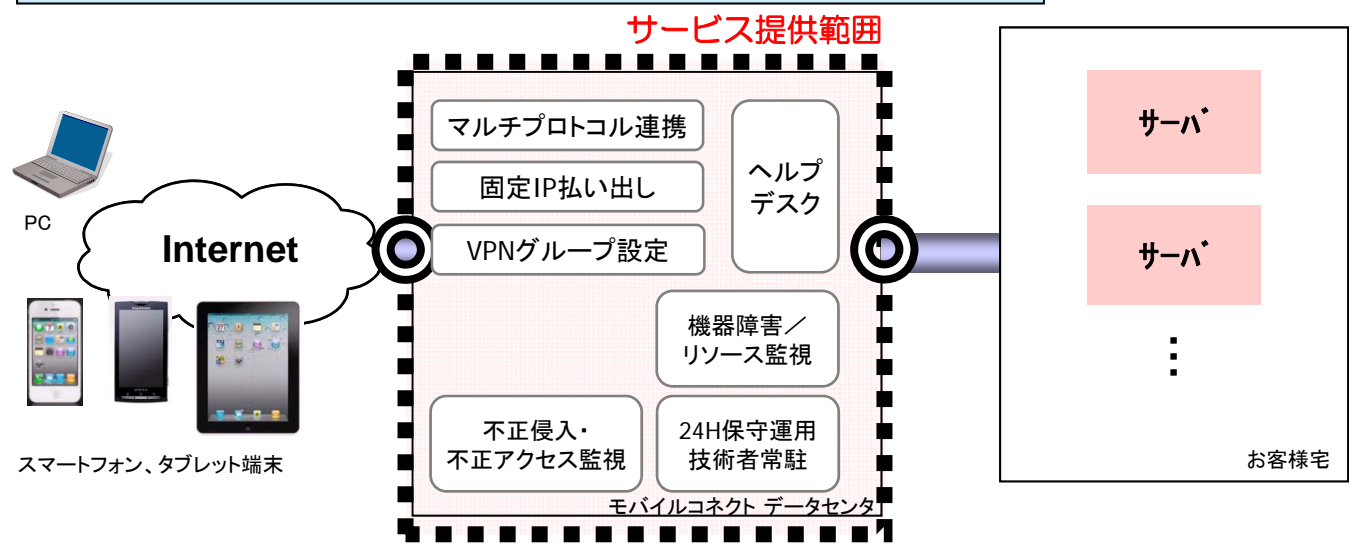 サービス提供範囲
マルチプロトコル連携
固定IP払い出し
VPNグループ設定
ヘルプ
デスク
機器障害／
リソース監視
不正侵入・
不正アクセス監視
24H保守運用
技術者常駐
モバイルコネクト データセンタ
PC
Internet
スマートフォン、タブレット端末
ｻｰﾊﾞ
ｻｰﾊﾞ
お客様宅